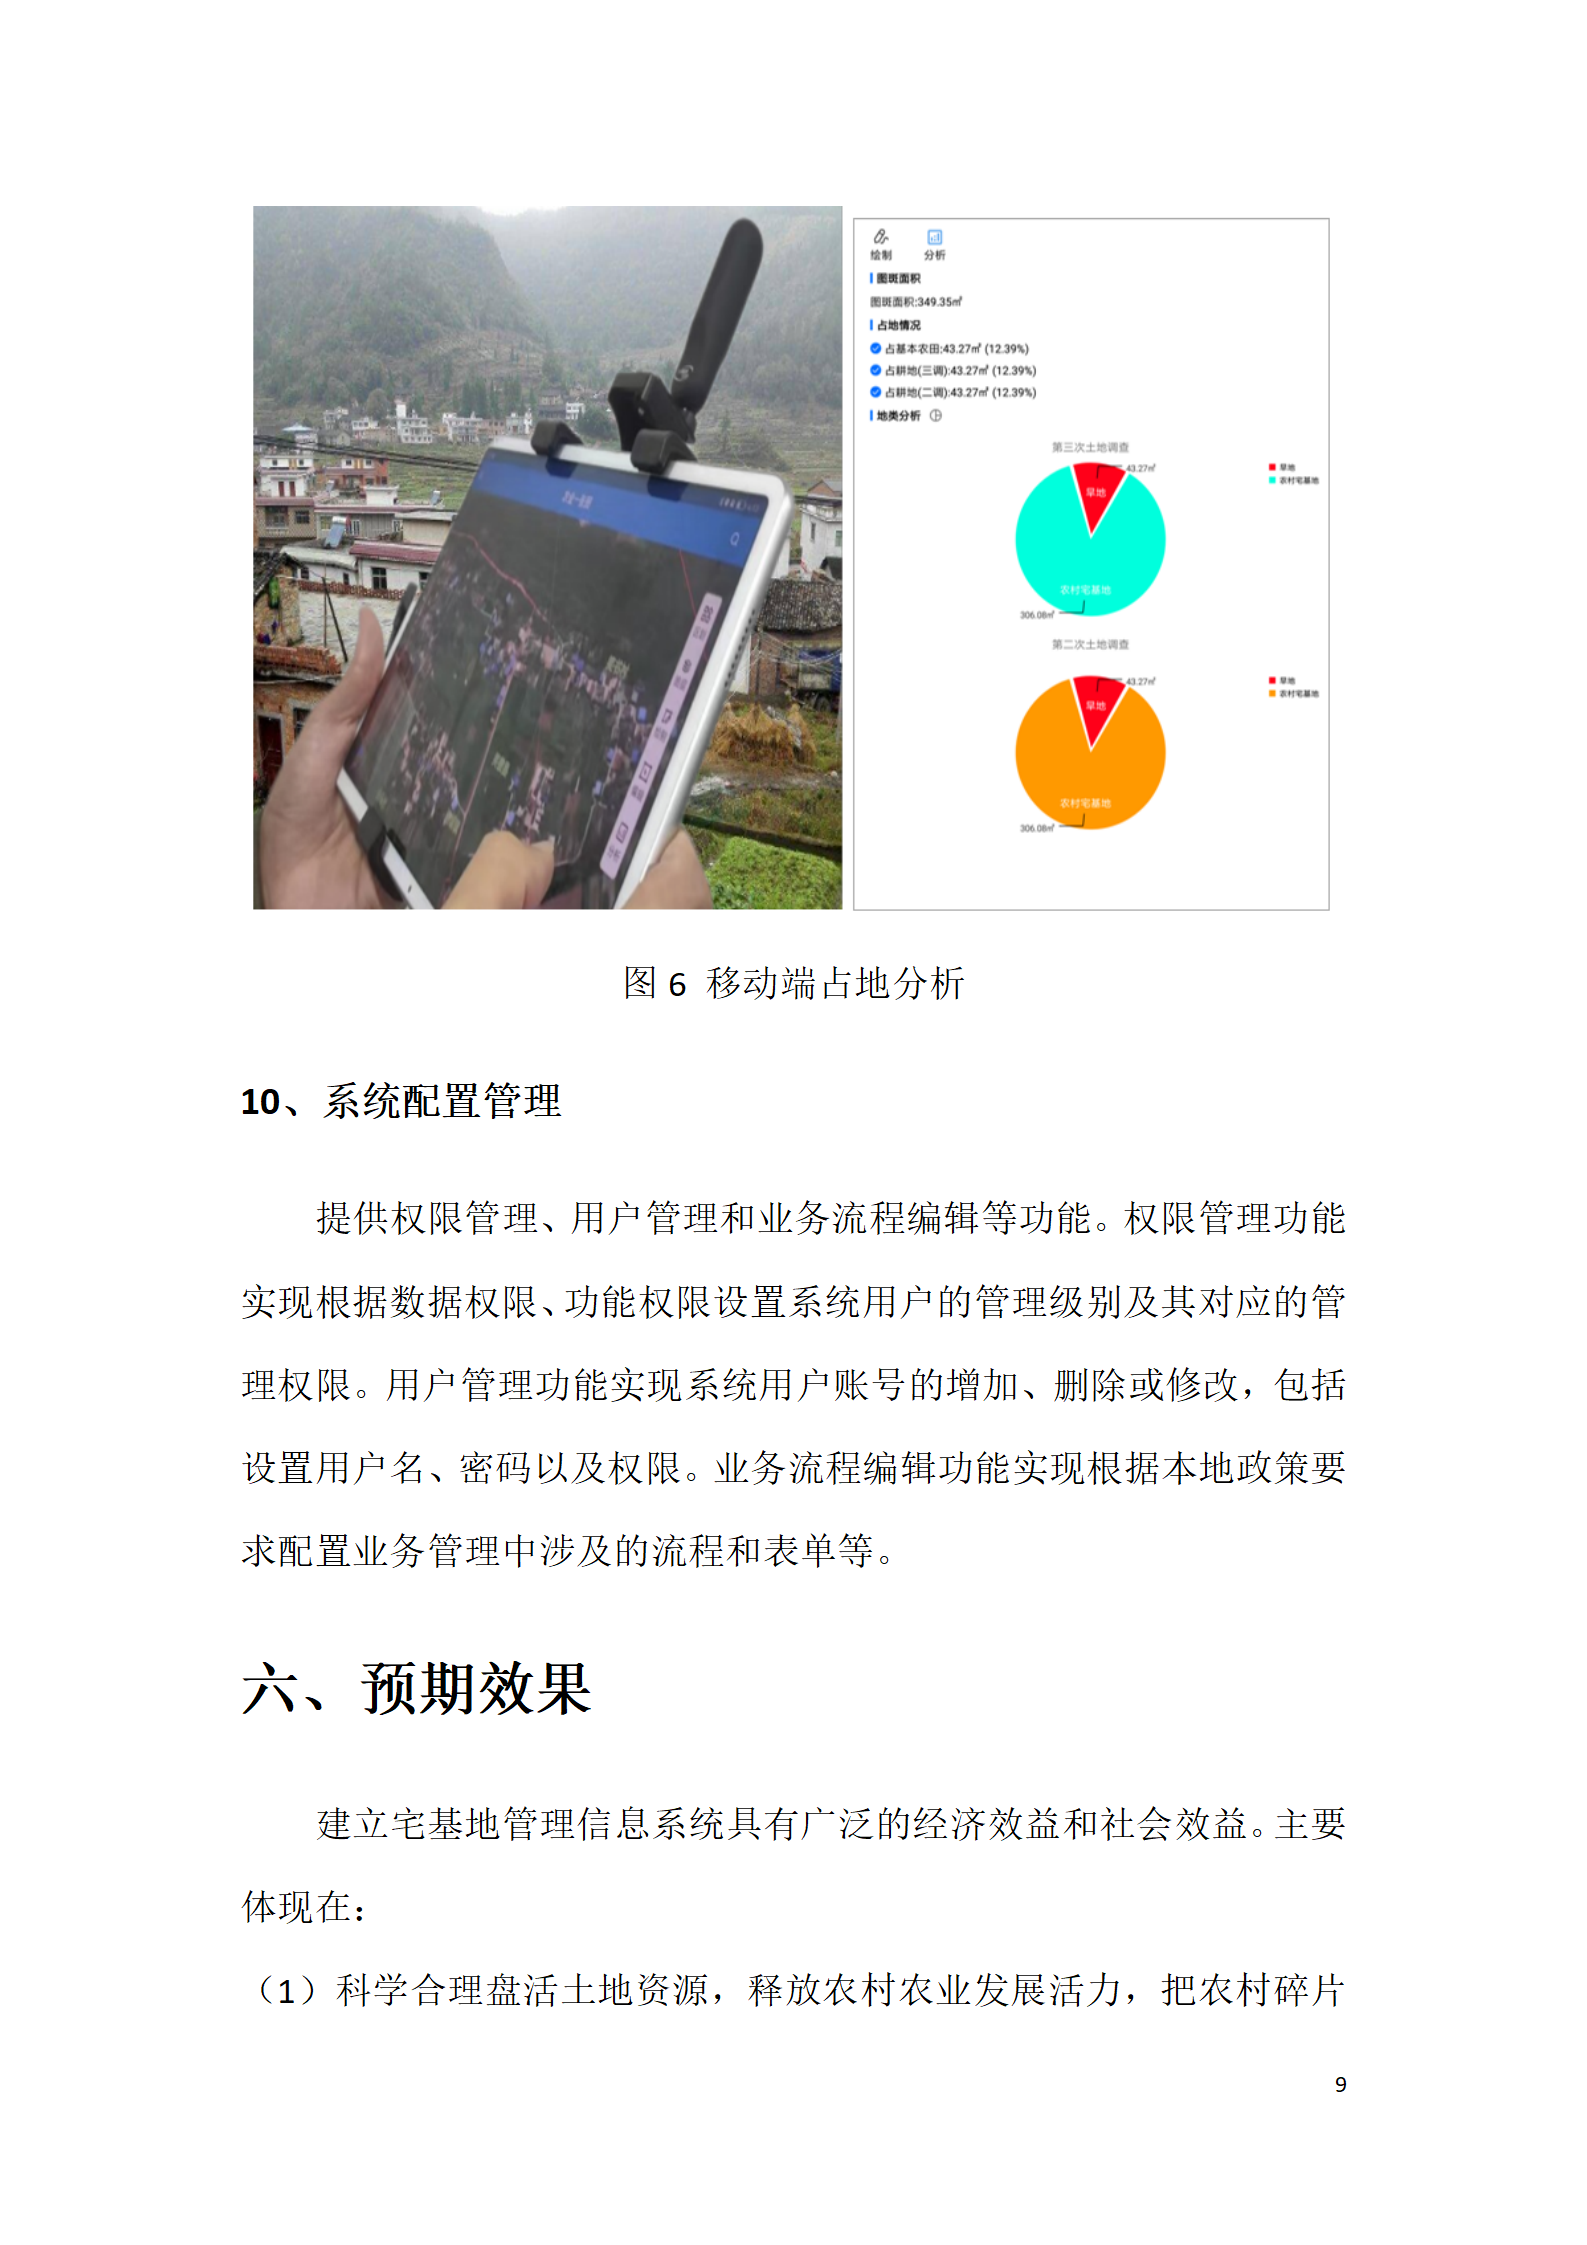 绘制
分析
图斑面积
图斑面积:349.35㎡
占地情况
占基本农田:43.27㎡ (12.39%)
占耕地(三调):43.27㎡ (12.39%)
占耕地(二调):43.27㎡ (12.39%)
地类分析
第三次土地调查
43.27㎡
旱地
农村宅基地
旱地
农村宅基地
306.08㎡
第二次土地调查
43.27㎡
旱地
农村宅基地
旱地
农村宅基地
306.08㎡
图 6 移动端占地分析
10、系统配置管理
提供权限管理、用户管理和业务流程编辑等功能。权限管理功能
实现根据数据权限、功能权限设置系统用户的管理级别及其对应的管
理权限。用户管理功能实现系统用户账号的增加、删除或修改，包括
设置用户名、密码以及权限。业务流程编辑功能实现根据本地政策要
求配置业务管理中涉及的流程和表单等。
六、预期效果
建立宅基地管理信息系统具有广泛的经济效益和社会效益。主要
体现在：
（1）科学合理盘活土地资源，释放农村农业发展活力，把农村碎片
9